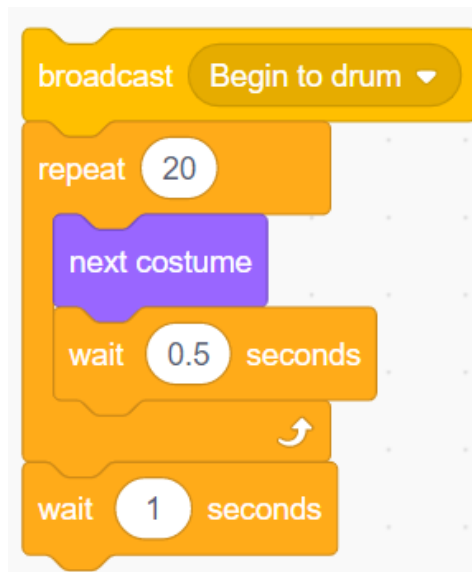 broadcast Begin to drum
repeat 20
next costume
wait 0.5 seconds
wait 1 seconds